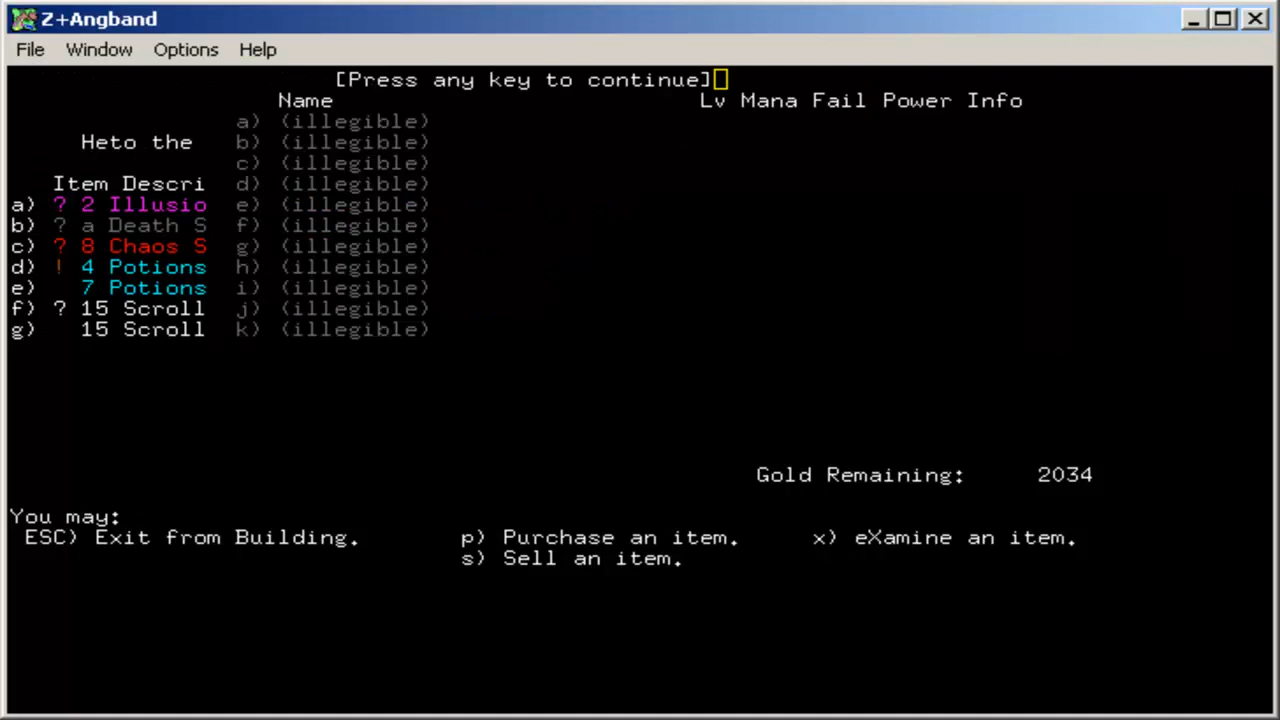 Z+Angband
File Window Options Help
[Press any key to continue]
Name Lv Mana Fail Power Info
a) (illegible)
Heto the b) (illegible)
c) (illegible)
Item Descri d) (illegible)
a) ? 2 Illusio e) (illegible)
b) ? a Death S f) (illegible)
c) ? 8 Chaos S g) (illegible)
d) ! 4 Potions h) (illegible)
e) 7 Potions i) (illegible)
f) ? 15 Scroll j) (illegible)
g) 15 Scroll k) (illegible)
Gold Remaining: 2034
You may:
ESC) Exit from Building. p) Purchase an item. x) eXamine an item.
s) Sell an item.